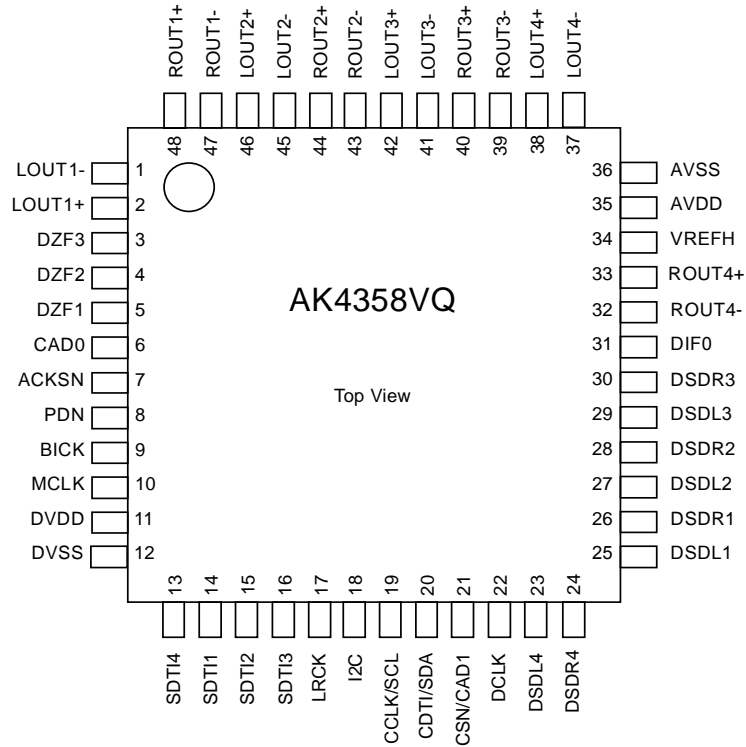 ROUT1+
ROUT1-
LOUT2+
LOUT2-
ROUT2+
ROUT2-
LOUT3+
LOUT3-
ROUT3+
ROUT3-
LOUT4+
LOUT4-
48
47
46
45
44
43
42
41
40
39
38
37
LOUT1- 1
LOUT1+ 2
DZF3 3
DZF2 4
DZF1 5
CAD0 6
ACKSN 7
PDN 8
BICK 9
MCLK 10
DVDD 11
DVSS 12
AK4358VQ
Top View
36 AVSS
35 AVDD
34 VREFH
33 ROUT4+
32 ROUT4-
31 DIF0
30 DSDR3
29 DSDL3
28 DSDR2
27 DSDL2
26 DSDR1
25 DSDL1
13
14
15
16
17
18
19
20
21
22
23
24
SDTI4
SDTI1
SDTI2
SDTI3
LRCK
I2C
CCLK/SCL
CDTI/SDA
CSN/CAD1
DCLK
DSDL4
DSDR4